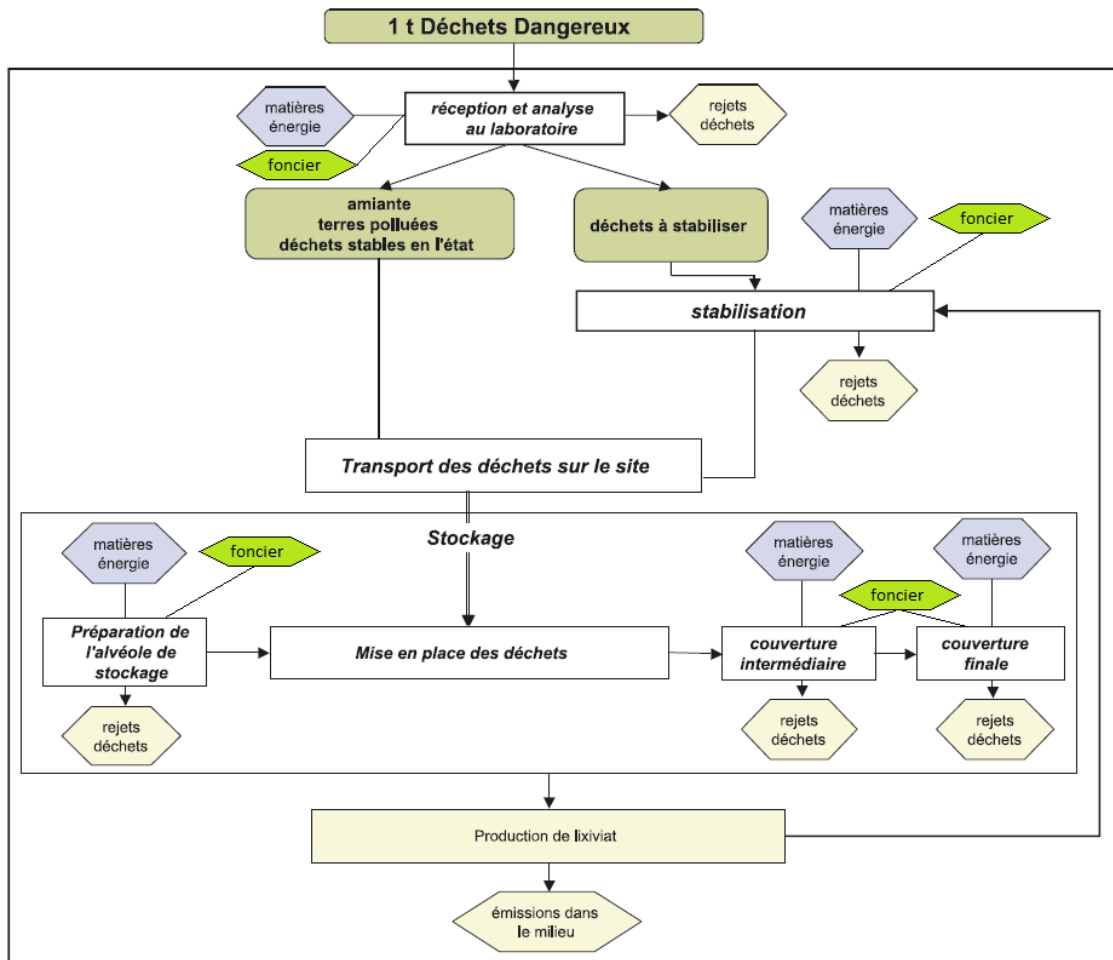 1 t Déchets Dangereux
matières
énergie
foncier
réception et analyse
au laboratoire
rejets
déchets
amiante
terres polluées
déchets stables en l'état
déchets à stabiliser
matières
énergie
foncier
stabilisation
rejets
déchets
Transport des déchets sur le site
Stockage
matières
énergie
foncier
matières
énergie
matières
énergie
foncier
Préparation de
l'alvéole de
stockage
Mise en place des déchets
couverture
intermédiaire
couverture
finale
rejets
déchets
rejets
déchets
rejets
déchets
Production de lixiviat
émissions dans
le milieu